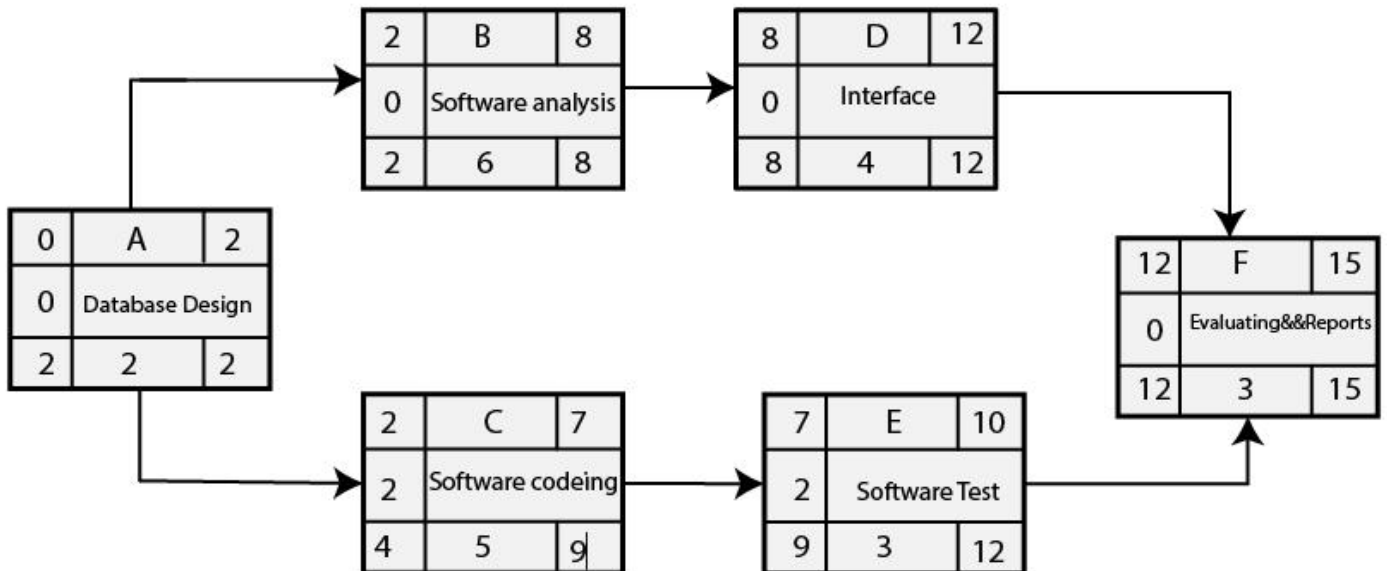 2 B 8
0 Software analysis
2 6 8
8 D 12
0 Interface
8 4 12
0 A 2
0 Database Design
2 2 2
12 F 15
0 Evaluating&&Reports
12 3 15
2 C 7
2 Software codeing
4 5 9
7 E 10
2 Software Test
9 3 12